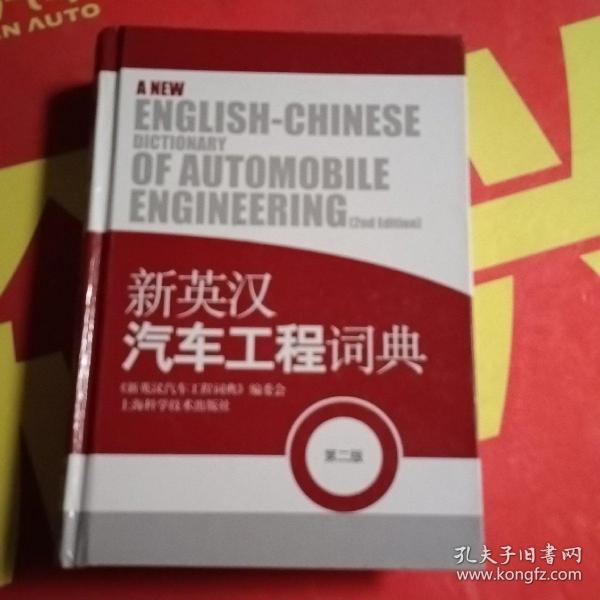 EN AUTO
A NEW
ENGLISH-CHINESE
DICTIONARY
OF AUTOMOBILE
ENGINEERING (2nd Edition)
新英汉
汽车工程词典
《新英汉汽车工程词典》编委会
上海科学技术出版社
第二版
孔夫子旧书网
www.kongfz.com